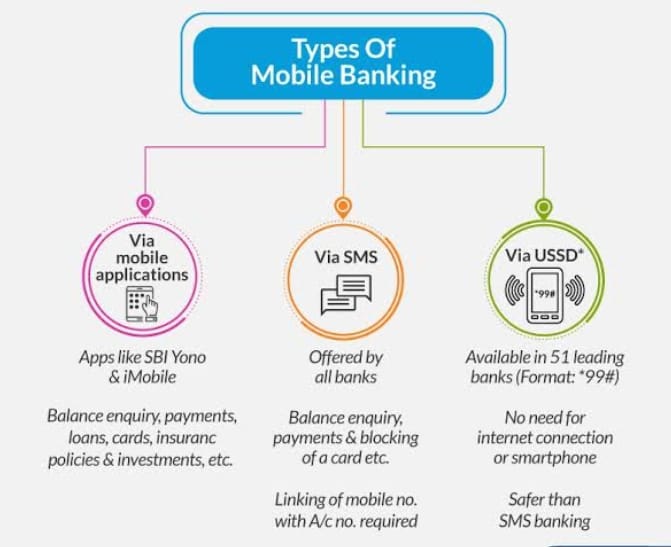 Types Of
Mobile Banking
Via
mobile
applications
Apps like SBI Yono
& iMobile
Balance enquiry, payments,
loans, cards, insuranc
policies & investments, etc.
Via SMS
Offered by
all banks
Balance enquiry,
payments & blocking
of a card etc.
Linking of mobile no.
with A/c no. required
Via USSD*
*99#
Available in 51 leading
banks (Format: *99#)
No need for
internet connection
or smartphone
Safer than
SMS banking